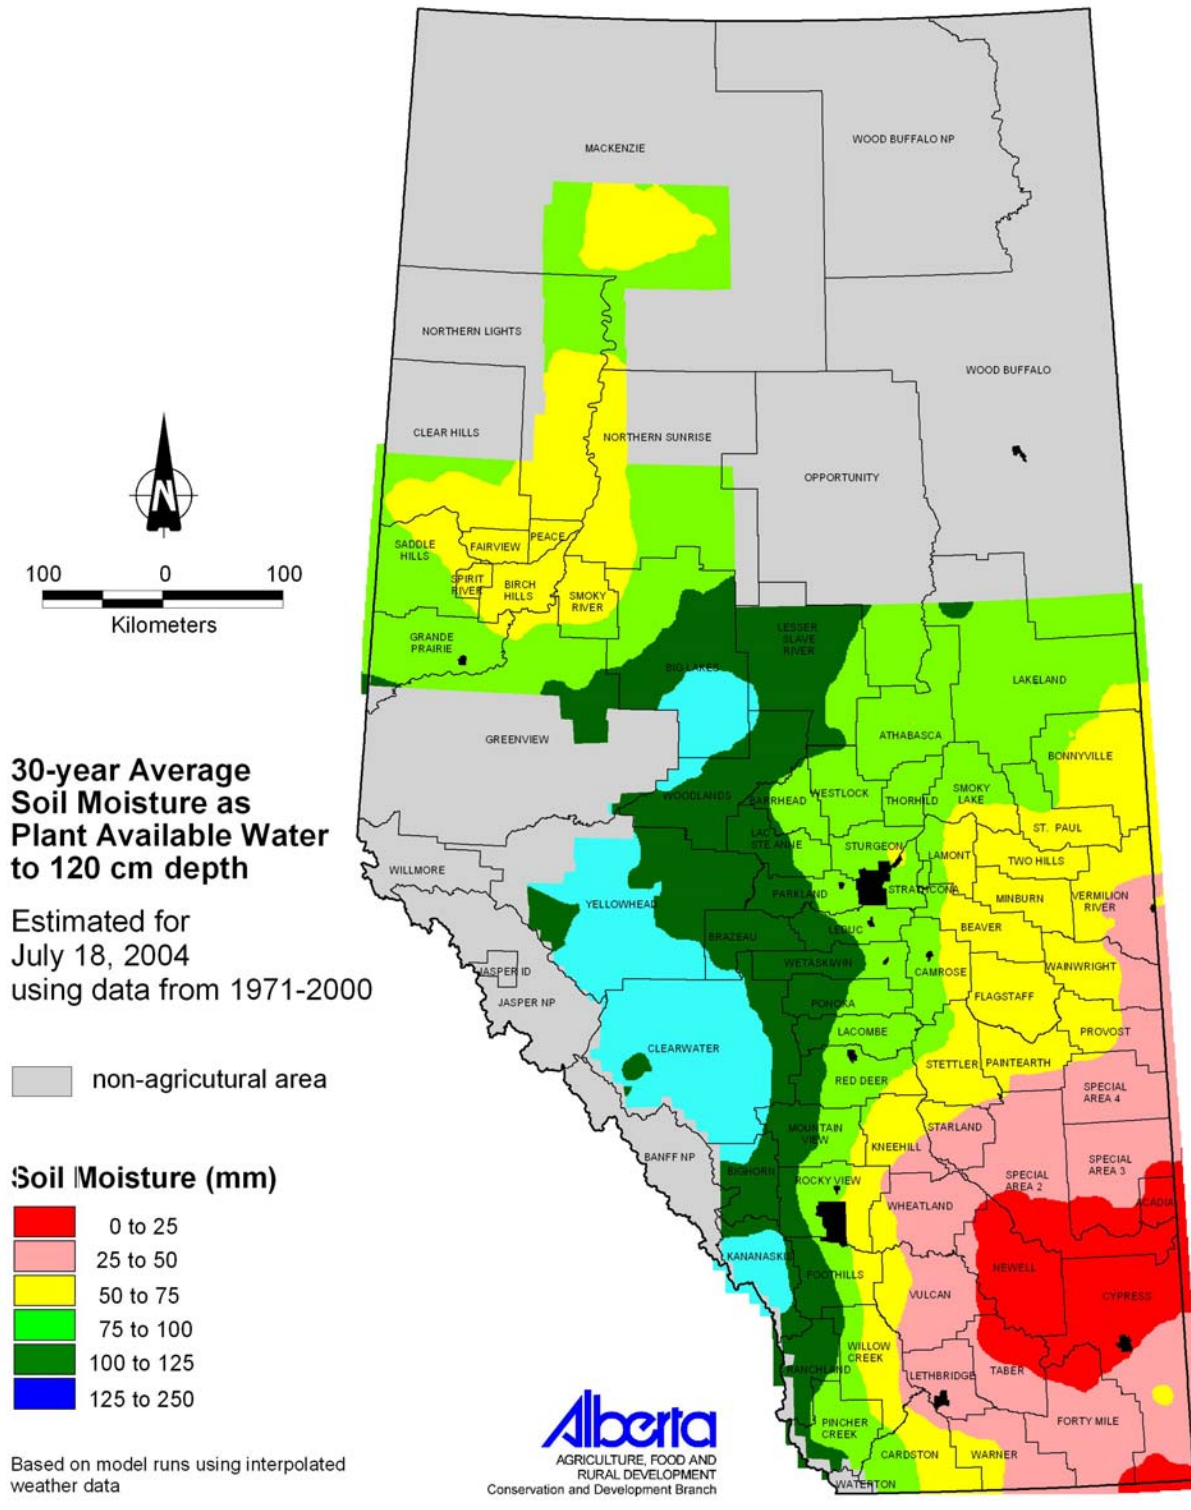 MACKENZIE
WOOD BUFFALO NP
NORTHERN LIGHTS
WOOD BUFFALO
CLEAR HILLS
NORTHERN SUNRISE
OPPORTUNITY
N
SADDLE
HILLS
FAIRVIEW
PEACE
SPIRIT
RIVER
BIRCH
HILLS
SMOKY
RIVER
100 0 100
Kilometers
GRANDE
PRAIRIE
LESSER
SLAVE
RIVER
BIG LAKES
LAKELAND
GREENVIEW
ATHABASCA
BONNYVILLE
30-year Average
Soil Moisture as
Plant Available Water
to 120 cm depth
WOODLANDS
BARRHEAD
WESTLOCK
THORHILD
SMOKY
LAKE
ST. PAUL
LAC
STE ANNE
STURGEON
LAMONT
TWO HILLS
WILLMORE
PARKLAND
STRATHCONA
MINBURN
VERMILION
RIVER
YELLOWHEAD
Estimated for
July 18, 2004
using data from 1971-2000
BRAZEAU
LEDUC
BEAVER
WETASKIWIN
CAMROSE
WAINWRIGHT
JASPER ID
JASPER NP
PONOKA
FLAGSTAFF
LACOMBE
PROVOST
CLEARWATER
STETTLER
PAINTEARTH
RED DEER
non-agricutural area
SPECIAL
AREA 4
MOUNTAIN
VIEW
STARLAND
KNEEHILL
BANFF NP
BIGHORN
ROCKY VIEW
SPECIAL
AREA 2
SPECIAL
AREA 3
Soil Moisture (mm)
WHEATLAND
ACADIA
0 to 25
25 to 50
50 to 75
75 to 100
100 to 125
125 to 250
KANANASKIS
FOOTHILLS
NEWELL
VULCAN
CYPRESS
WILLOW
CREEK
RANCHLAND
LETHBRIDGE
TABER
PINCHER
CREEK
FORTY MILE
CARDSTON
WARNER
WATERTON
Alberta
AGRICULTURE, FOOD AND
RURAL DEVELOPMENT
Conservation and Development Branch
Based on model runs using interpolated
weather data